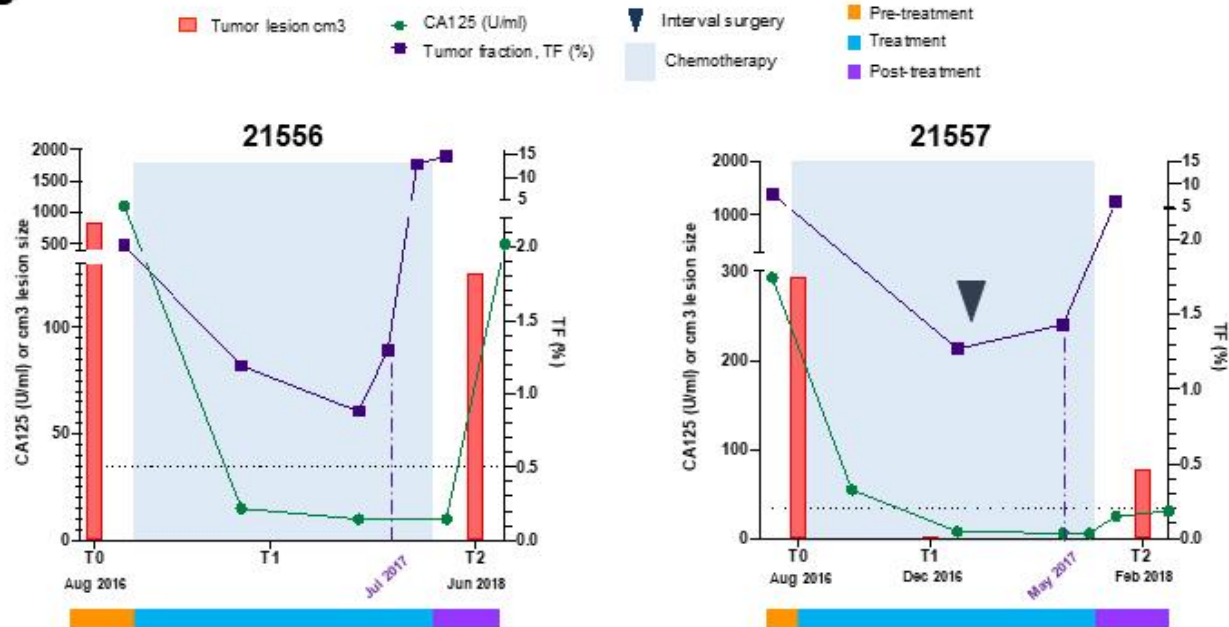 Tumor lesion cm3
CA125 (U/ml)
Tumor fraction, TF (%)
Interval surgery
Chemotherapy
Pre-treatment
Treatment
Post-treatment
21556
2000
1500
1000
500
100
50
0
CA125 (U/ml) or cm3 lesion size
15
10
5
2.0
1.5
1.0
0.5
0.0
TF (%)
T0
T1
T2
Aug 2016
Jul 2017
Jun 2018
21557
2000
1000
300
200
100
0
CA125 (U/ml) or cm3 lesion size
15
10
5
2.0
1.5
1.0
0.5
0.0
TF (%)
T0
T1
T2
Aug 2016
Dec 2016
May 2017
Feb 2018